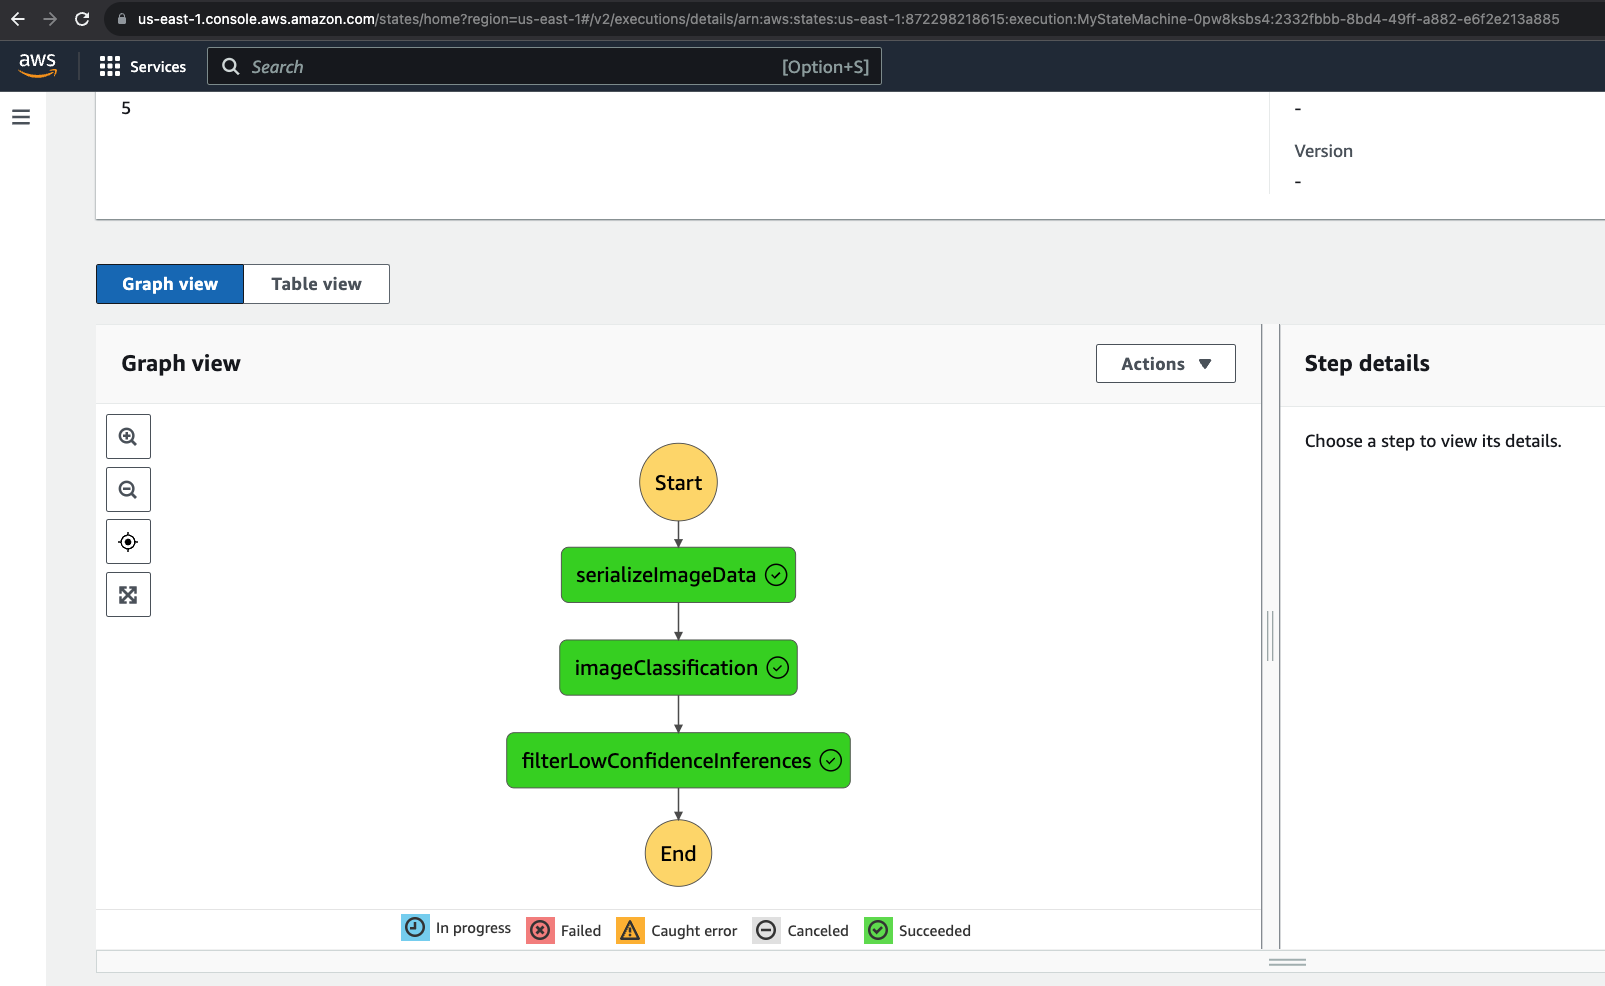 us-east-1.console.aws.amazon.com/states/home?region=us-east-1#/v2/executions/details/arn:aws:states:us-east-1:872298218615:execution:MyStateMachine-0pw8ksbs4:2332fbbb-8bd4-49ff-a882-e6f2e213a885
aws
Services
Search
[Option+S]
5
-
Version
-
Graph view
Table view
Graph view
Actions
Step details
Choose a step to view its details.
Start
serializeImageData
imageClassification
filterLowConfidenceInferences
End
In progress
Failed
Caught error
Canceled
Succeeded